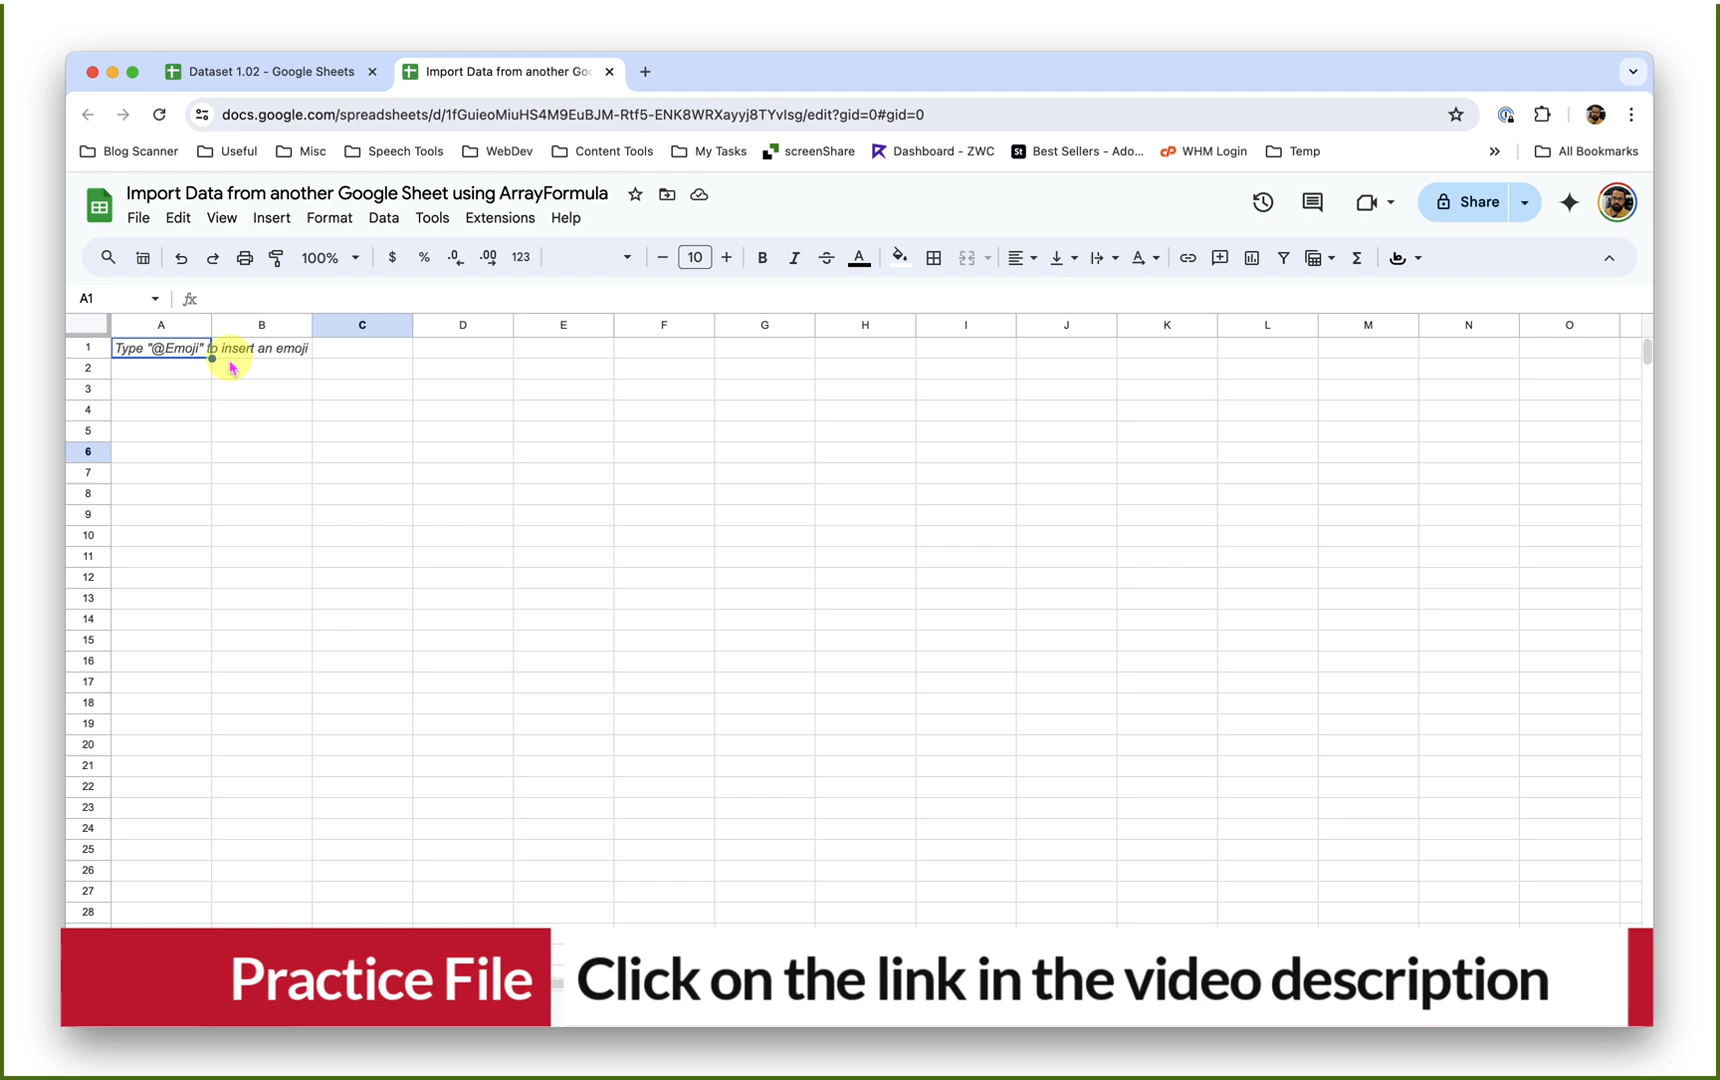 Dataset 1.02 - Google Sheets
Import Data from another Goo
docs.google.com/spreadsheets/d/1fGuieoMiuHS4M9EuBJM-Rtf5-ENK8WRXayyj8TYvIsg/edit?gid=0#gid=0
Blog Scanner Useful Misc Speech Tools WebDev Content Tools My Tasks screenShare Dashboard - ZWC Best Sellers - Ado... WHM Login Temp » All Bookmarks
Import Data from another Google Sheet using ArrayFormula
File Edit View Insert Format Data Tools Extensions Help
Share
100% $ % .0 .00 123 10 B I S A Σ
A1 fx
A B C D E F G H I J K L M N O
1 Type "@Emoji" to insert an emoji
2
3
4
5
6
7
8
9
10
11
12
13
14
15
16
17
18
19
20
21
22
23
24
25
26
27
28
Practice File Click on the link in the video description